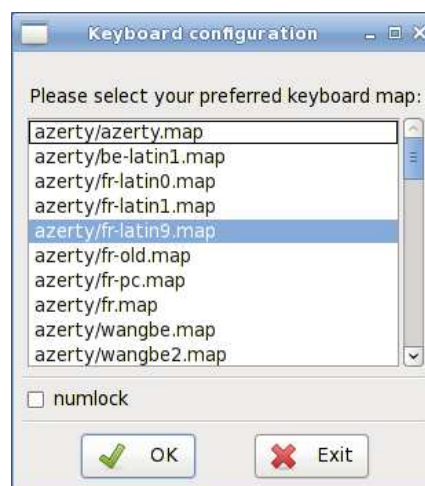 Keyboard configuration
Please select your preferred keyboard map:
azerty/azerty.map
azerty/be-latin1.map
azerty/fr-latin0.map
azerty/fr-latin1.map
azerty/fr-latin9.map
azerty/fr-old.map
azerty/fr-pc.map
azerty/fr.map
azerty/wangbe.map
azerty/wangbe2.map
numlock
OK
Exit